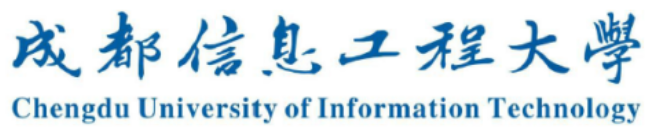 成都信息工程大學
Chengdu University of Information Technology